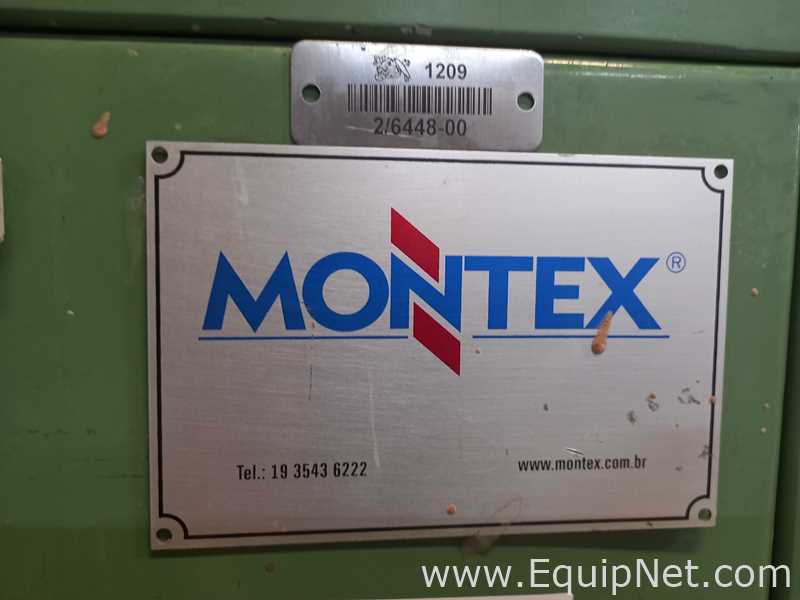 1209
2/6448-00
MONTEX®
Tel.: 19 3543 6222
www.montex.com.br
www.EquipNet.com